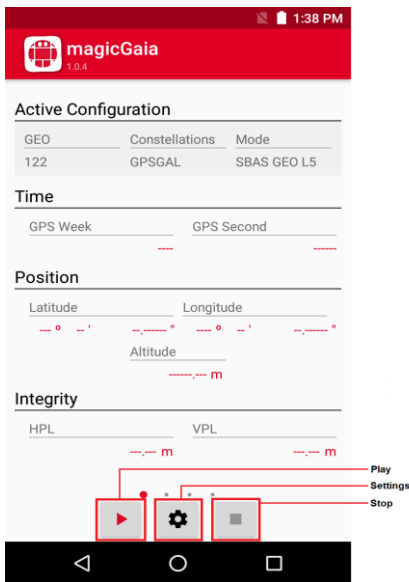 1:38 PM
magicGaia
1.0.4
Active Configuration
GEO Constellations Mode
122 GPSGAL SBAS GEO L5
Time
GPS Week GPS Second
---- ------
Position
Latitude Longitude
--- º -- ' --.------ " ---- º -- ' --.------ "
Altitude
------.--- m
Integrity
HPL VPL
---.--- m ---.--- m
Play
Settings
Stop